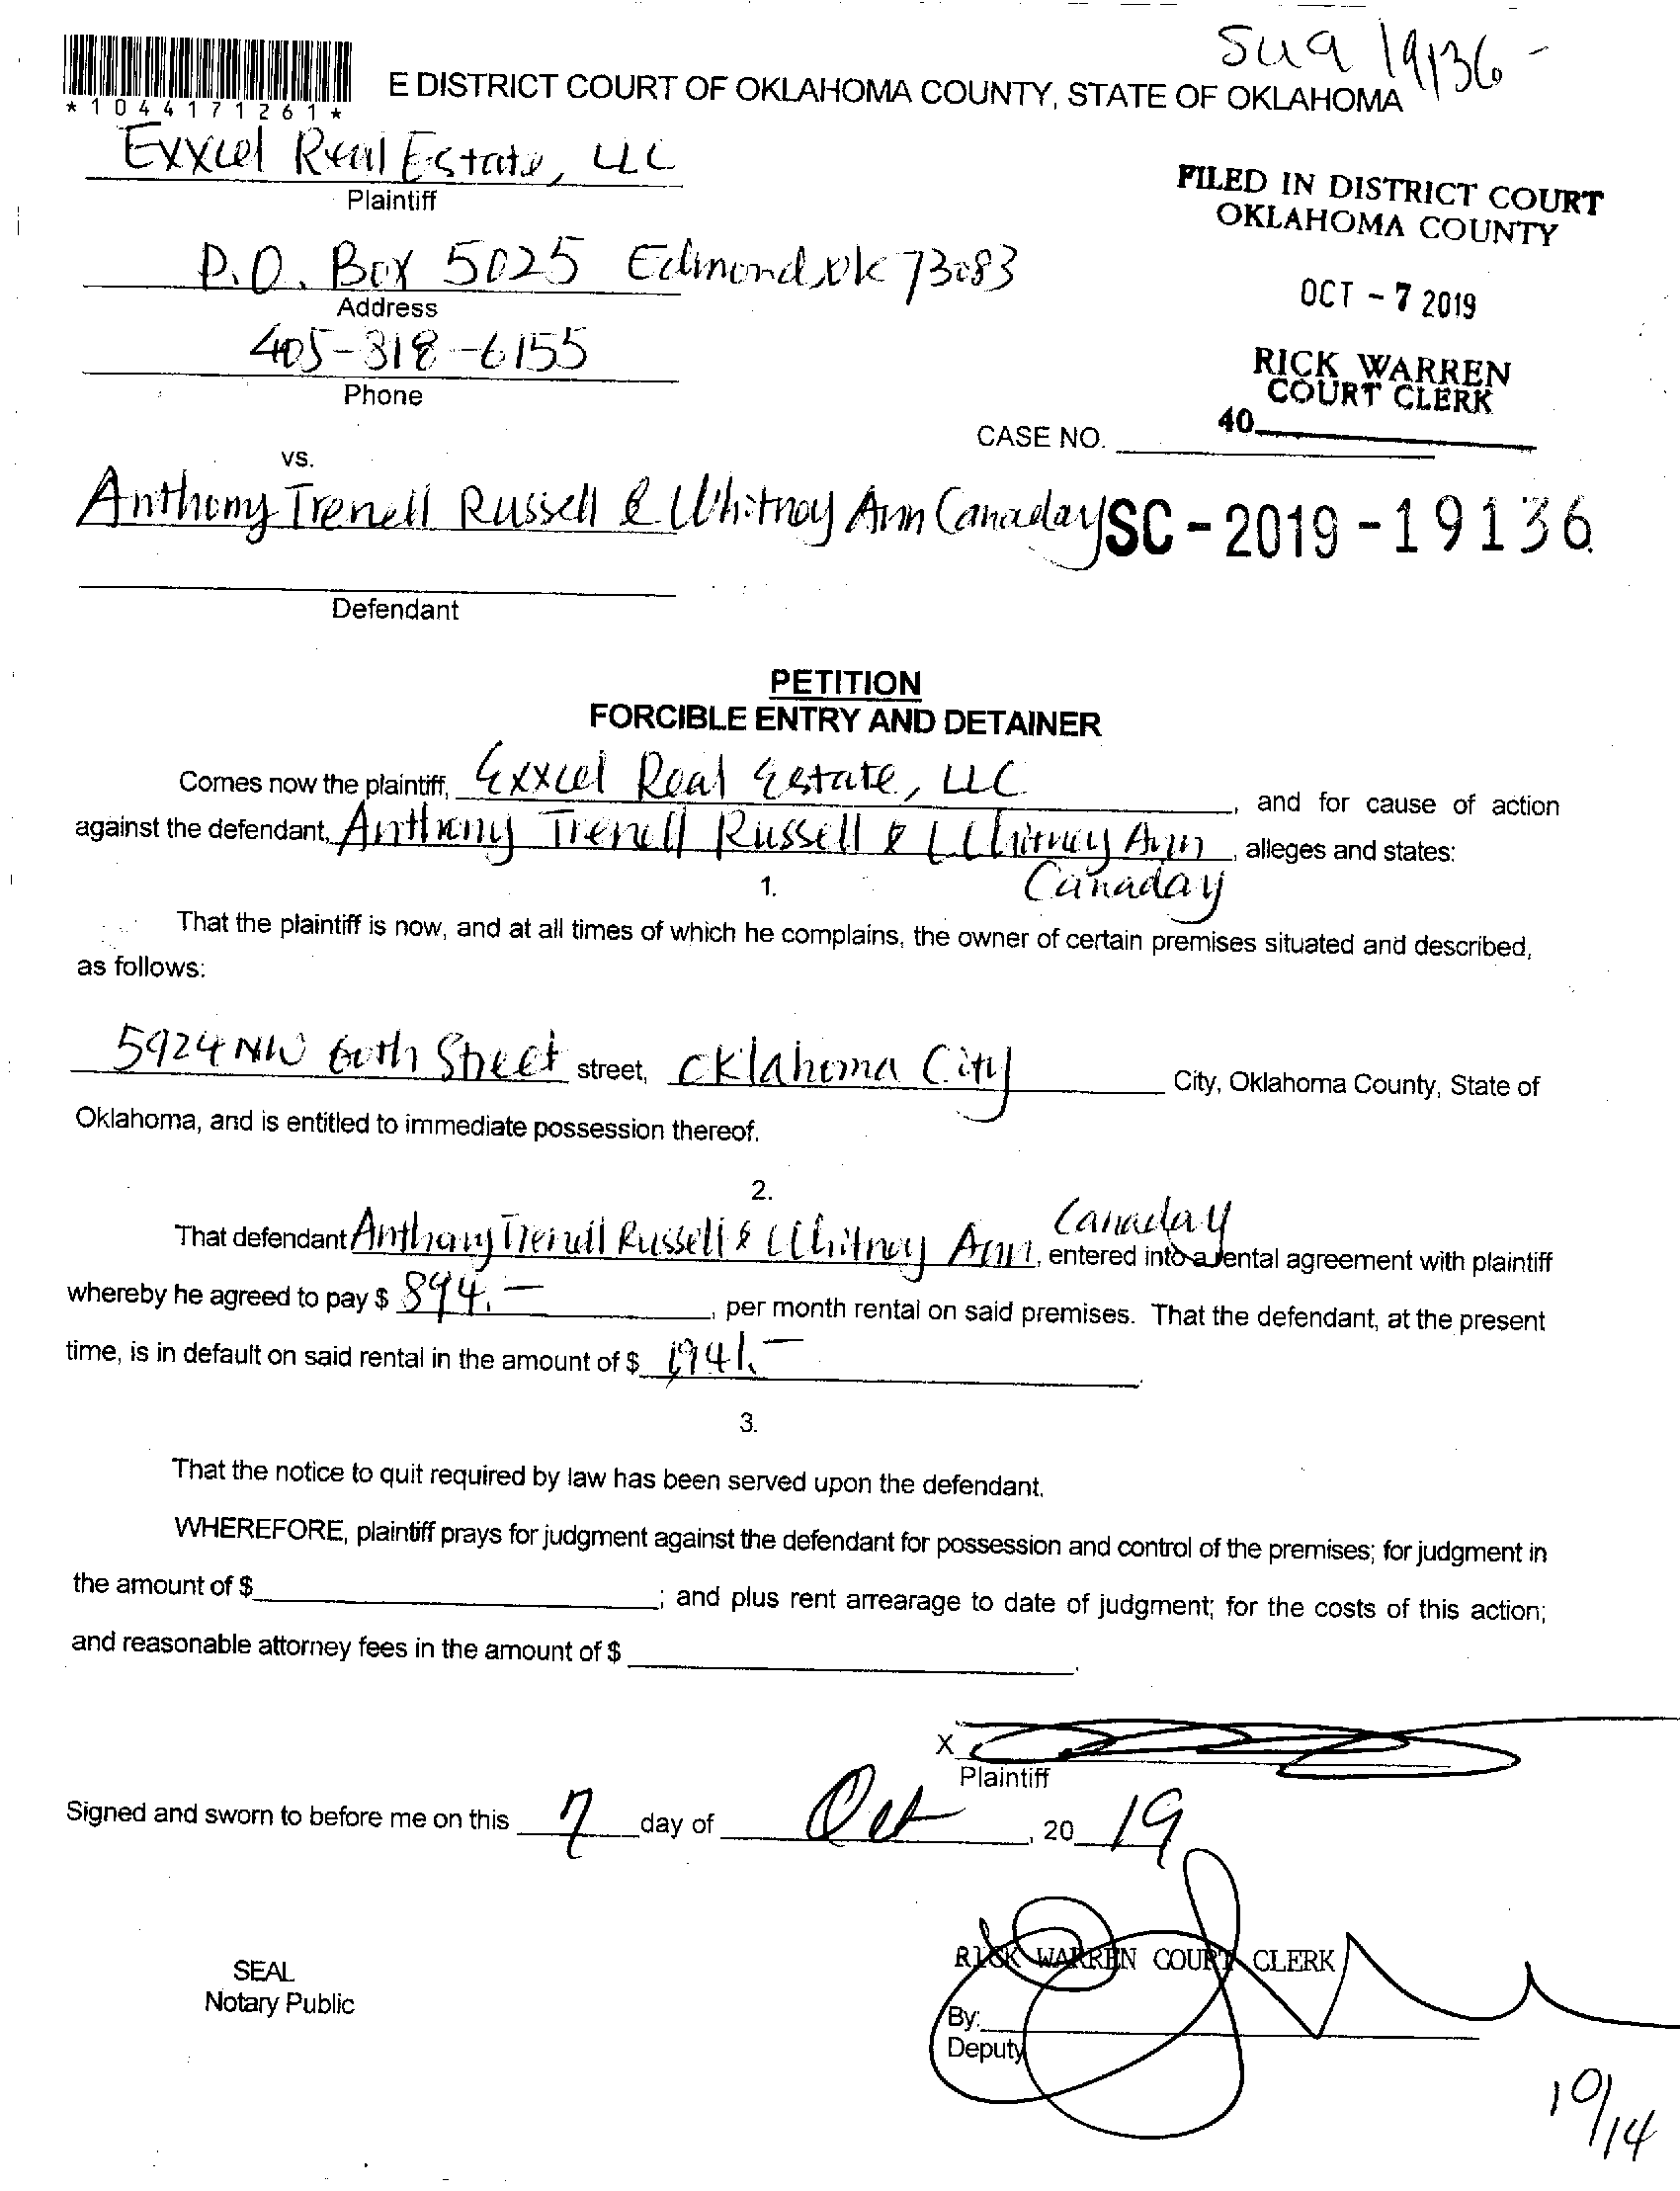 Suq 19136 -
E DISTRICT COURT OF OKLAHOMA COUNTY, STATE OF OKLAHOMA
*1044171261*
Exxcel Real Estate, LLC
Plaintiff
FILED IN DISTRICT COURT
OKLAHOMA COUNTY
P.O. Box 5025 Edmond, Ok 73083
Address
OCT - 7 2019
405-318-6155
Phone
RICK WARREN
COURT CLERK
40
CASE NO.
vs.
Anthony Trenell Russell & Whitney Ann Canaday
SC - 2019 - 19136
Defendant
PETITION
FORCIBLE ENTRY AND DETAINER
Comes now the plaintiff, Exxcel Real Estate, LLC, and for cause of action
against the defendant, Anthony Trenell Russell & Whitney Ann Canaday, alleges and states:
1.
That the plaintiff is now, and at all times of which he complains, the owner of certain premises situated and described,
as follows:
5924 NW 60th Street street, Oklahoma City City, Oklahoma County, State of
Oklahoma, and is entitled to immediate possession thereof.
2.
That defendant Anthony Trenell Russell & Whitney Ann Canaday, entered into a rental agreement with plaintiff
whereby he agreed to pay $ 894.-, per month rental on said premises. That the defendant, at the present
time, is in default on said rental in the amount of $ 1,941.-.
3.
That the notice to quit required by law has been served upon the defendant.
WHEREFORE, plaintiff prays for judgment against the defendant for possession and control of the premises; for judgment in
the amount of $ ; and plus rent arrearage to date of judgment; for the costs of this action;
and reasonable attorney fees in the amount of $ .
X
Plaintiff
Signed and sworn to before me on this 7 day of Oct, 20 19
RICK WARREN COURT CLERK
SEAL
Notary Public
By:
Deputy
10/14